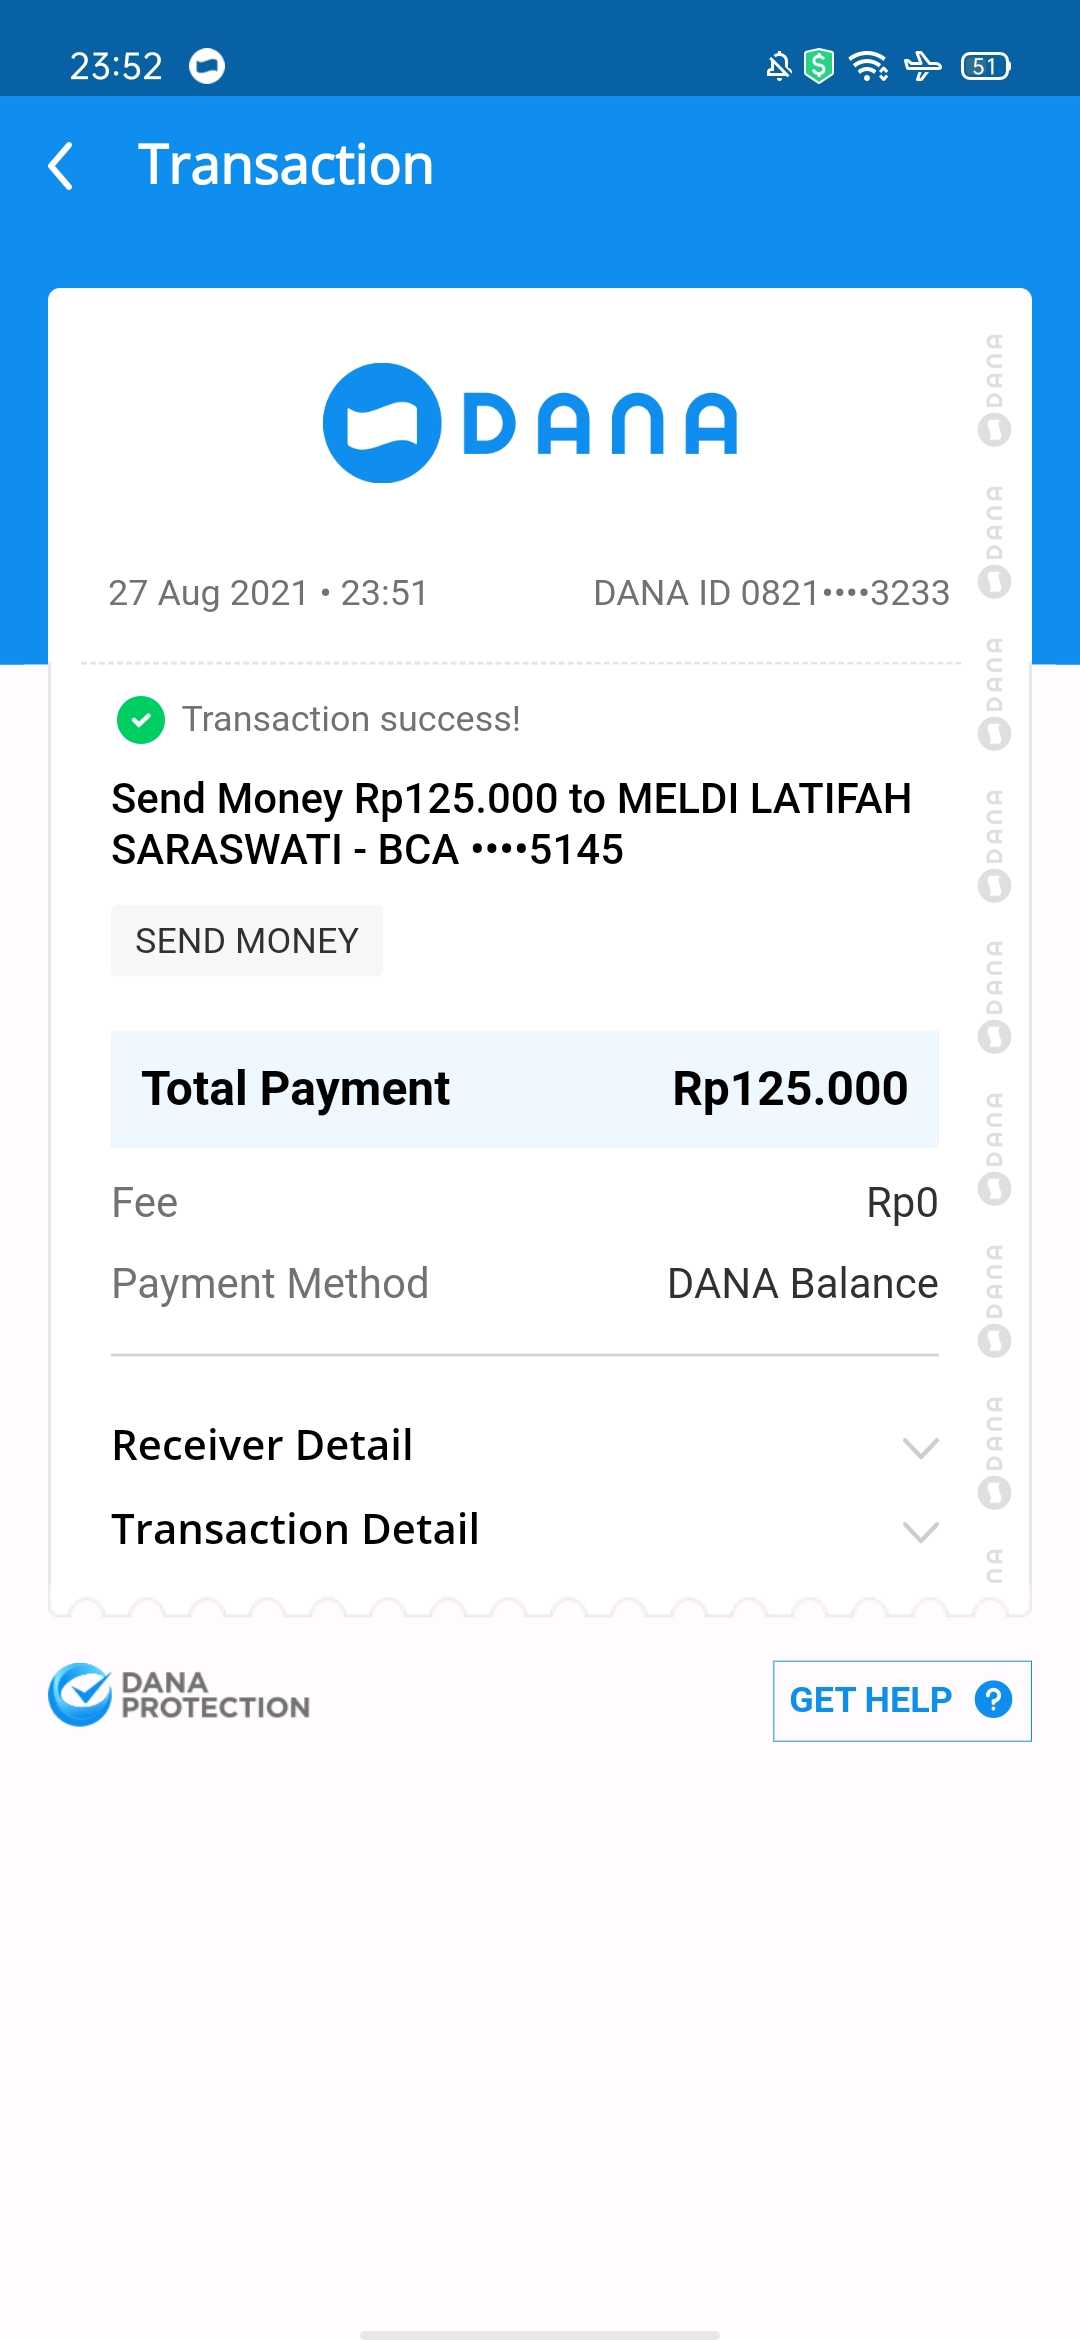 23:52 51
Transaction
DANA
27 Aug 2021 • 23:51 DANA ID 0821••••3233
Transaction success!
Send Money Rp125.000 to MELDI LATIFAH
SARASWATI - BCA ••••5145
SEND MONEY
Total Payment Rp125.000
Fee Rp0
Payment Method DANA Balance
Receiver Detail
Transaction Detail
DANA
DANA
DANA
DANA
DANA
DANA
DANA
DANA
NA
DANA
PROTECTION
GET HELP ?